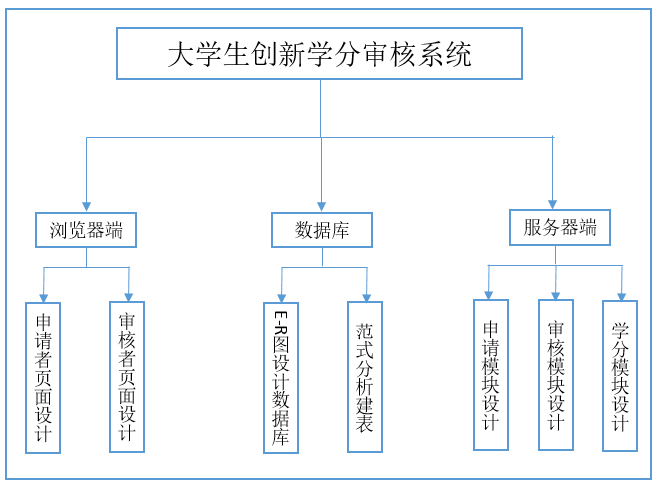 大学生创新学分审核系统
浏览器端
数据库
服务器端
申请者页面设计
审核者页面设计
E-R图设计数据库
范式分析建表
申请模块设计
审核模块设计
学分模块设计